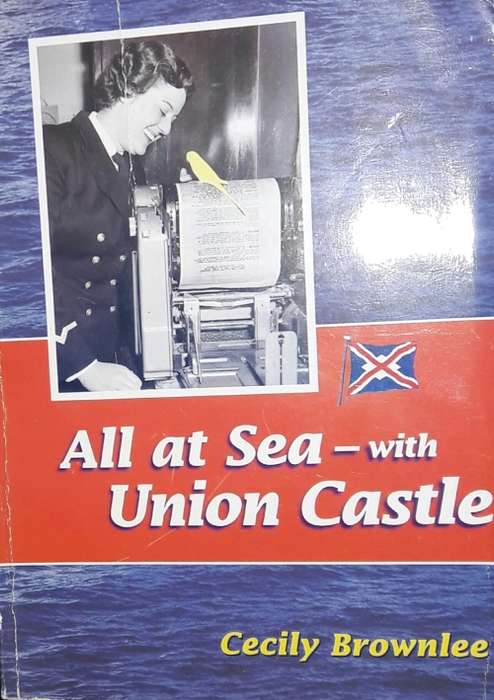 All at Sea – with
Union Castle
Cecily Brownlee